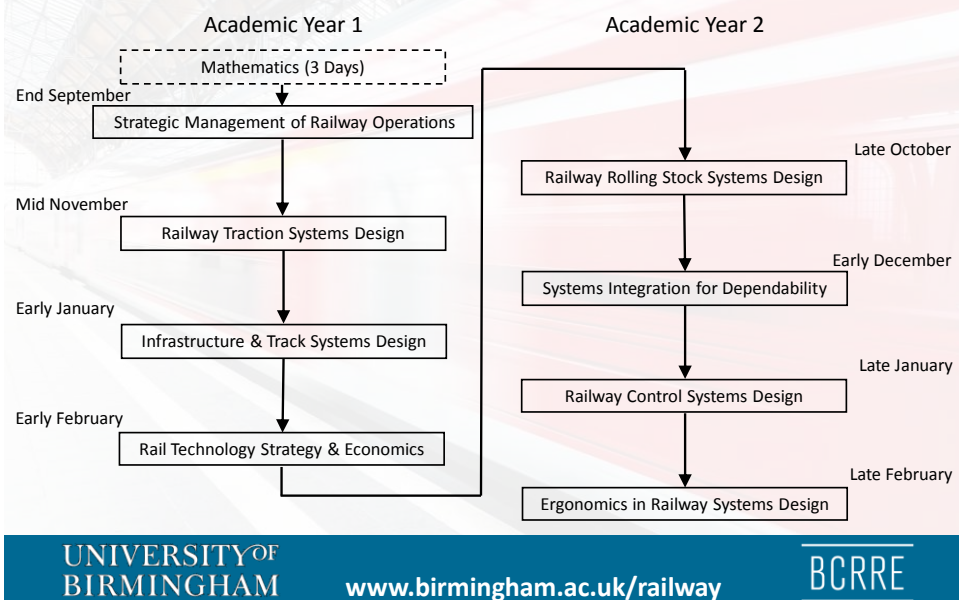 Academic Year 1
Mathematics (3 Days)
End September
Strategic Management of Railway Operations
Mid November
Railway Traction Systems Design
Early January
Infrastructure & Track Systems Design
Early February
Rail Technology Strategy & Economics
Academic Year 2
Late October
Railway Rolling Stock Systems Design
Early December
Systems Integration for Dependability
Late January
Railway Control Systems Design
Late February
Ergonomics in Railway Systems Design
UNIVERSITY OF
BIRMINGHAM
www.birmingham.ac.uk/railway
BCRRE